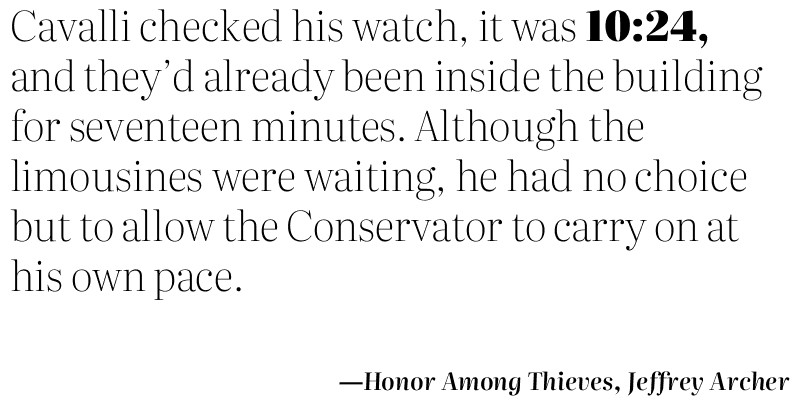 Cavalli checked his watch, it was 10:24,
and they’d already been inside the building
for seventeen minutes. Although the
limousines were waiting, he had no choice
but to allow the Conservator to carry on at
his own pace.
—Honor Among Thieves, Jeffrey Archer